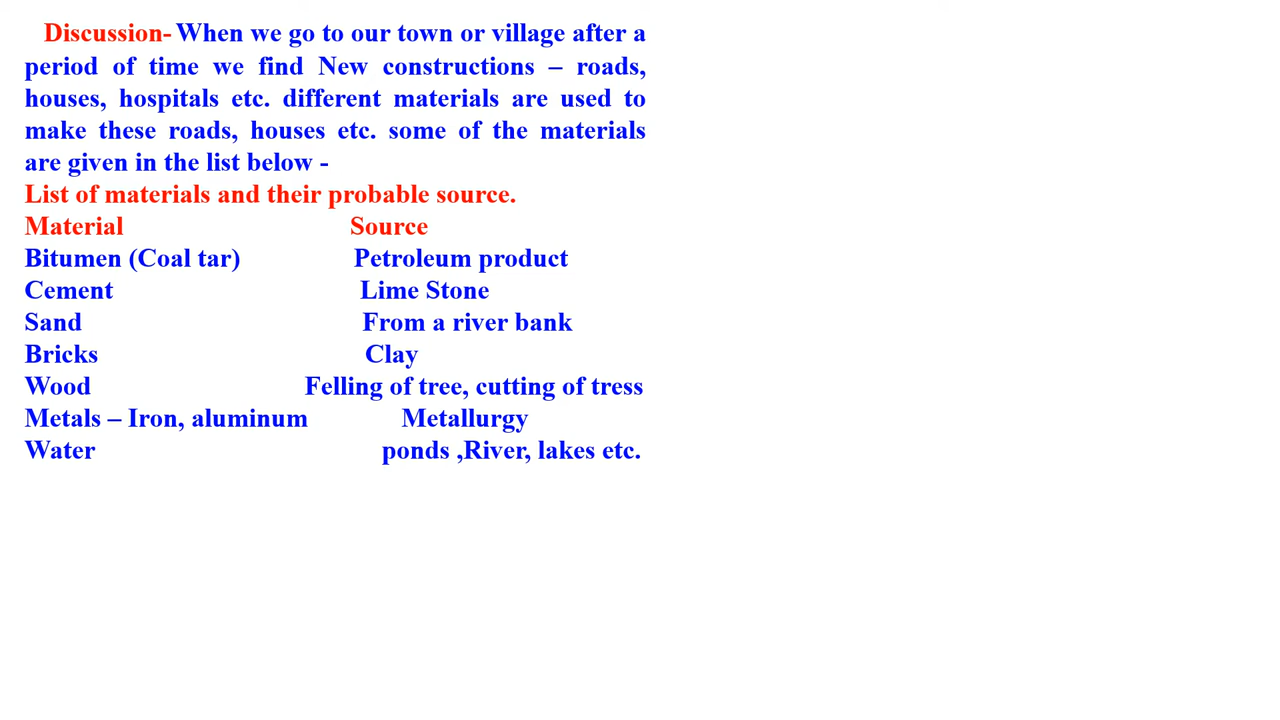 Discussion- When we go to our town or village after a
period of time we find New constructions – roads,
houses, hospitals etc. different materials are used to
make these roads, houses etc. some of the materials
are given in the list below -
List of materials and their probable source.
Material Source
Bitumen (Coal tar) Petroleum product
Cement Lime Stone
Sand From a river bank
Bricks Clay
Wood Felling of tree, cutting of tress
Metals – Iron, aluminum Metallurgy
Water ponds ,River, lakes etc.